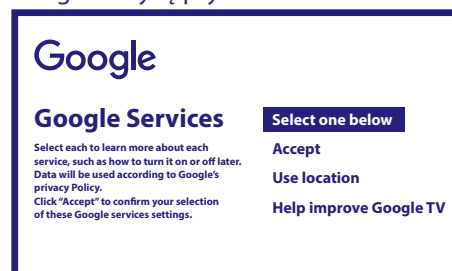 Google
Google Services
Select each to learn more about each
service, such as how to turn it on or off later.
Data will be used according to Google's
privacy Policy.
Click “Accept” to confirm your selection
of these Google services settings.
Select one below
Accept
Use location
Help improve Google TV